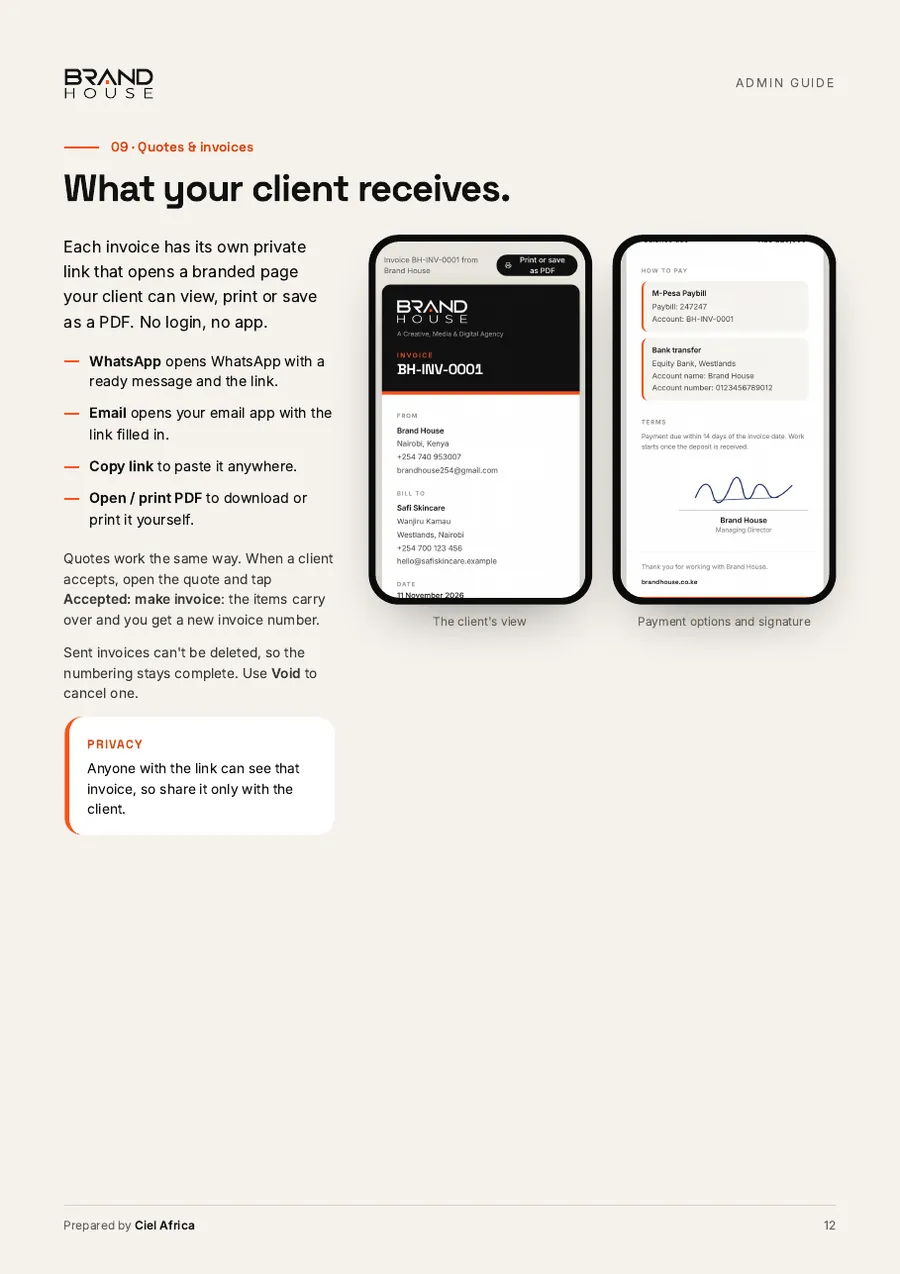 BRAND
HOUSE
ADMIN GUIDE
09 · Quotes & invoices
What your client receives.
Each invoice has its own private
link that opens a branded page
your client can view, print or save
as a PDF. No login, no app.
— WhatsApp opens WhatsApp with a
ready message and the link.
— Email opens your email app with the
link filled in.
— Copy link to paste it anywhere.
— Open / print PDF to download or
print it yourself.
Quotes work the same way. When a client
accepts, open the quote and tap
Accepted: make invoice: the items carry
over and you get a new invoice number.
Sent invoices can't be deleted, so the
numbering stays complete. Use Void to
cancel one.
PRIVACY
Anyone with the link can see that
invoice, so share it only with the
client.
Invoice BH-INV-0001 from
Brand House
Print or save
as PDF
BRAND
HOUSE
A Creative, Media & Digital Agency
INVOICE
BH-INV-0001
FROM
Brand House
Nairobi, Kenya
+254 740 953007
brandhouse254@gmail.com
BILL TO
Safi Skincare
Wanjiru Kamau
Westlands, Nairobi
+254 700 123 456
hello@safiskincare.example
DATE
11 November 2026
The client's view
HOW TO PAY
M-Pesa Paybill
Paybill: 247247
Account: BH-INV-0001
Bank transfer
Equity Bank, Westlands
Account name: Brand House
Account number: 0123456789012
TERMS
Payment due within 14 days of the invoice date. Work
starts once the deposit is received.
Brand House
Managing Director
Thank you for working with Brand House.
brandhouse.co.ke
Payment options and signature
Prepared by Ciel Africa
12